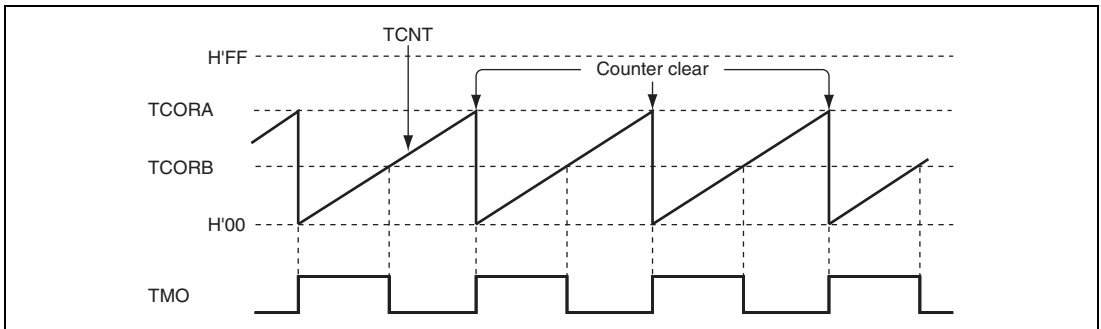 TCNT
H'FF
Counter clear
TCORA
TCORB
H'00
TMO